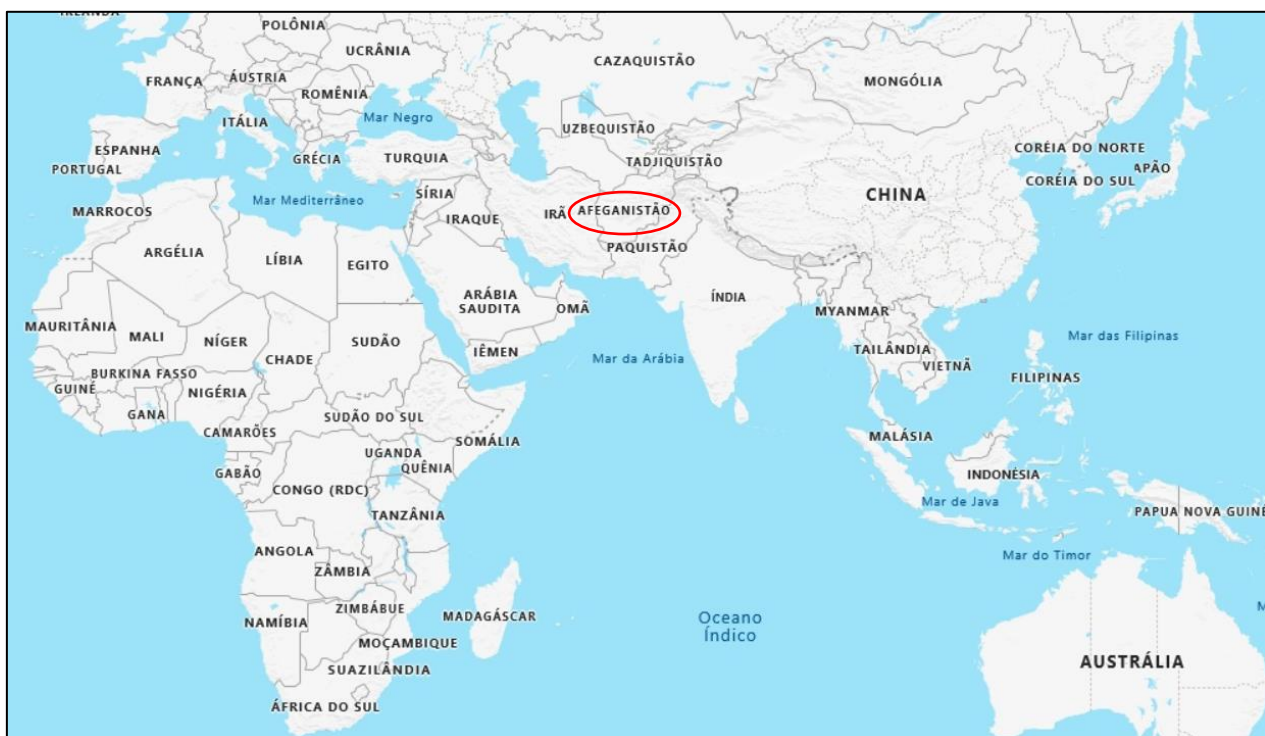 POLÔNIA
UCRÂNIA
CAZAQUISTÃO
MONGÓLIA
FRANÇA
ÁUSTRIA
ROMÊNIA
ITÁLIA
Mar Negro
UZBEQUISTÃO
ESPANHA
PORTUGAL
GRÉCIA
TURQUIA
TADJIQUISTÃO
CORÉIA DO NORTE
APÃO
CORÉIA DO SUL
CHINA
Mar Mediterrâneo
SÍRIA
IRAQUE
IRÃ
AFEGANISTÃO
MARROCOS
PAQUISTÃO
ARGÉLIA
LÍBIA
EGITO
ARÁBIA
SAUDITA
OMÃ
ÍNDIA
MYANMAR
MAURITÂNIA
MALI
NÍGER
CHADE
SUDÃO
IÊMEN
Mar da Arábia
TAILÂNDIA
VIETNÃ
Mar das Filipinas
FILIPINAS
BURKINA FASSO
GUINÉ
NIGÉRIA
GANA
SUDÃO DO SUL
CAMARÕES
SOMÁLIA
MALÁSIA
UGANDA
QUÊNIA
GABÃO
CONGO (RDC)
INDONÉSIA
Mar de Java
PAPUA NOVA GUINÉ
TANZÂNIA
ANGOLA
Mar do Timor
ZÂMBIA
ZIMBÁBUE
MADAGÁSCAR
Oceano
Índico
NAMÍBIA
MOÇAMBIQUE
SUAZILÂNDIA
AUSTRÁLIA
ÁFRICA DO SUL